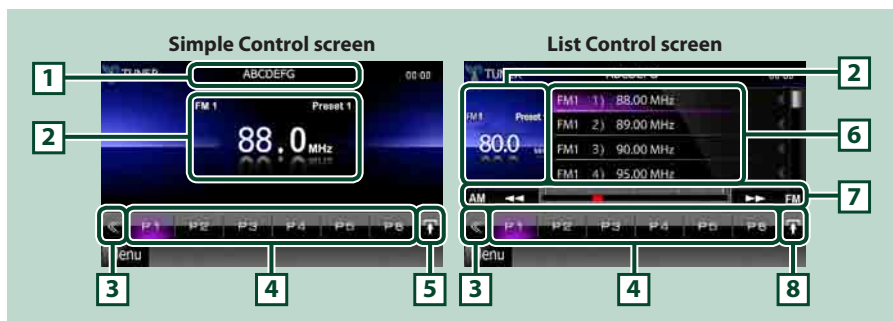 Simple Control screen
List Control screen
1
TUNER
ABCDEFG
00:00
2
FM 1
Preset 1
88.0 MHz
P1 P2 P3 P4 P5 P6
Menu
3
4
5
2
ABCDEFG
FM1
Preset
80.0
FM1 1) 88.00 MHz
FM1 2) 89.00 MHz
FM1 3) 90.00 MHz
FM1 4) 95.00 MHz
6
AM
FM
7
P1 P2 P3 P4 P5 P6
3
4
8